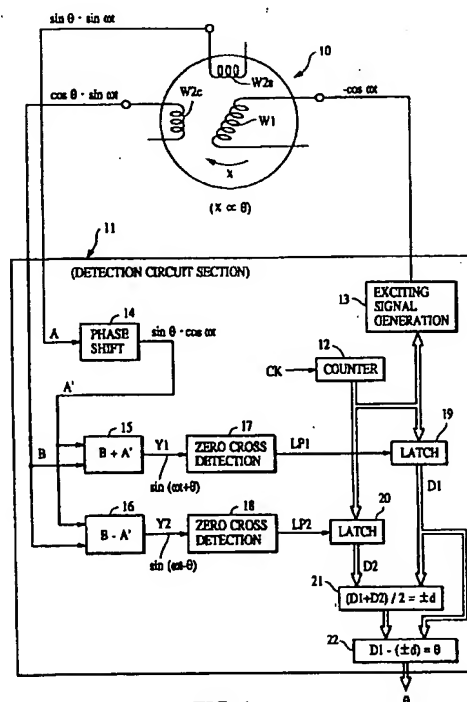 sin θ · sin ωt
10
W2s
cos θ · sin ωt
W2c
-cos ωt
W1
x
(x ∝ θ)
11
(DETECTION CIRCUIT SECTION)
14
13
EXCITING
SIGNAL
GENERATION
A
PHASE
SHIFT
sin θ · cos ωt
12
CK
COUNTER
A'
19
15
17
B
B + A'
Y1
ZERO CROSS
DETECTION
LP1
LATCH
sin (ωt+θ)
D1
16
18
20
B - A'
Y2
ZERO CROSS
DETECTION
LP2
LATCH
sin (ωt-θ)
D2
21
(D1+D2) / 2 = ±d
22
D1 - (±d) = θ
θ